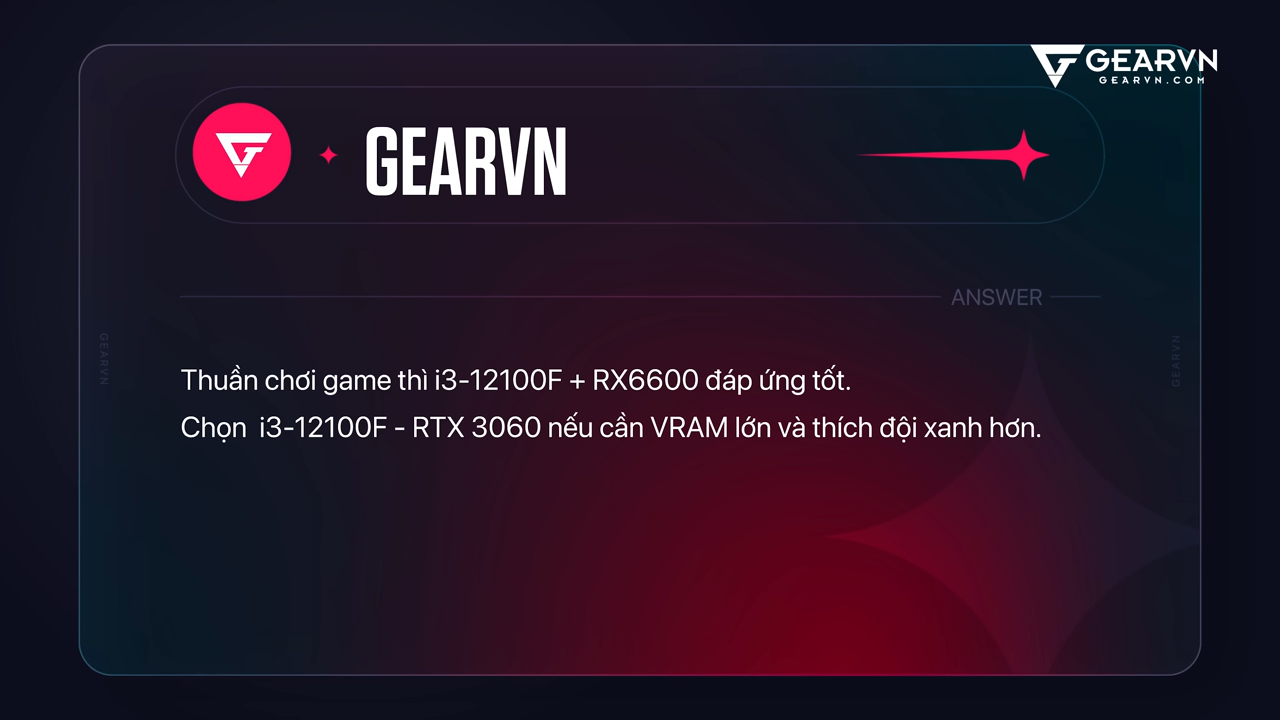 GEARVN
GEARVN.COM
GEARVN
ANSWER
GEARVN
GEARVN
Thuần chơi game thì i3-12100F + RX6600 đáp ứng tốt.
Chọn  i3-12100F - RTX 3060 nếu cần VRAM lớn và thích đội xanh hơn.